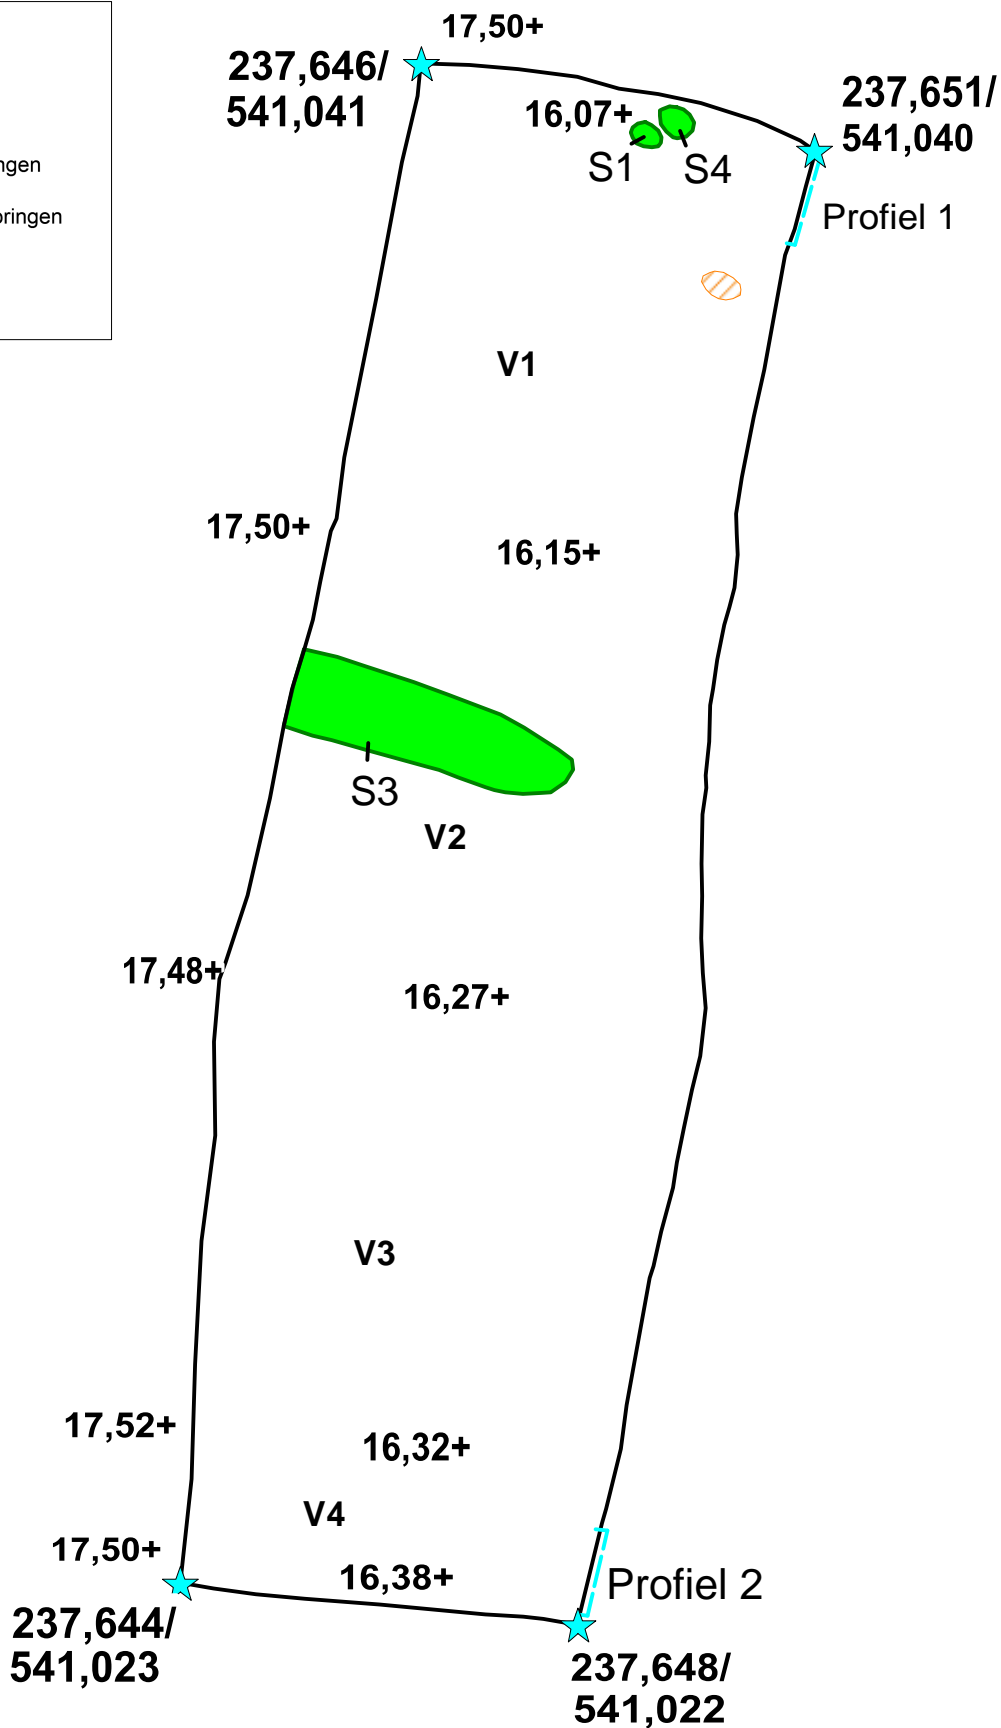 17,50+
237,646/
541,041
237,651/
541,040
16,07+
S1
S4
Profiel 1
V1
17,50+
16,15+
S3
V2
17,48+
16,27+
V3
17,52+
16,32+
V4
17,50+
16,38+
Profiel 2
237,644/
541,023
237,648/
541,022